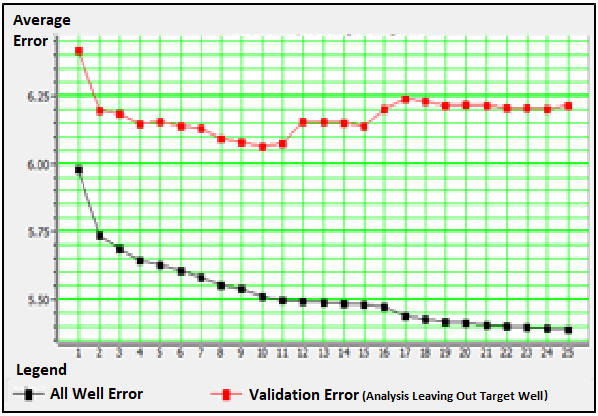 Average
Error
6.25
6.00
5.75
5.50
1 2 3 4 5 6 7 8 9 10 11 12 13 14 15 16 17 18 19 20 21 22 23 24 25
Legend
All Well Error Validation Error (Analysis Leaving Out Target Well)